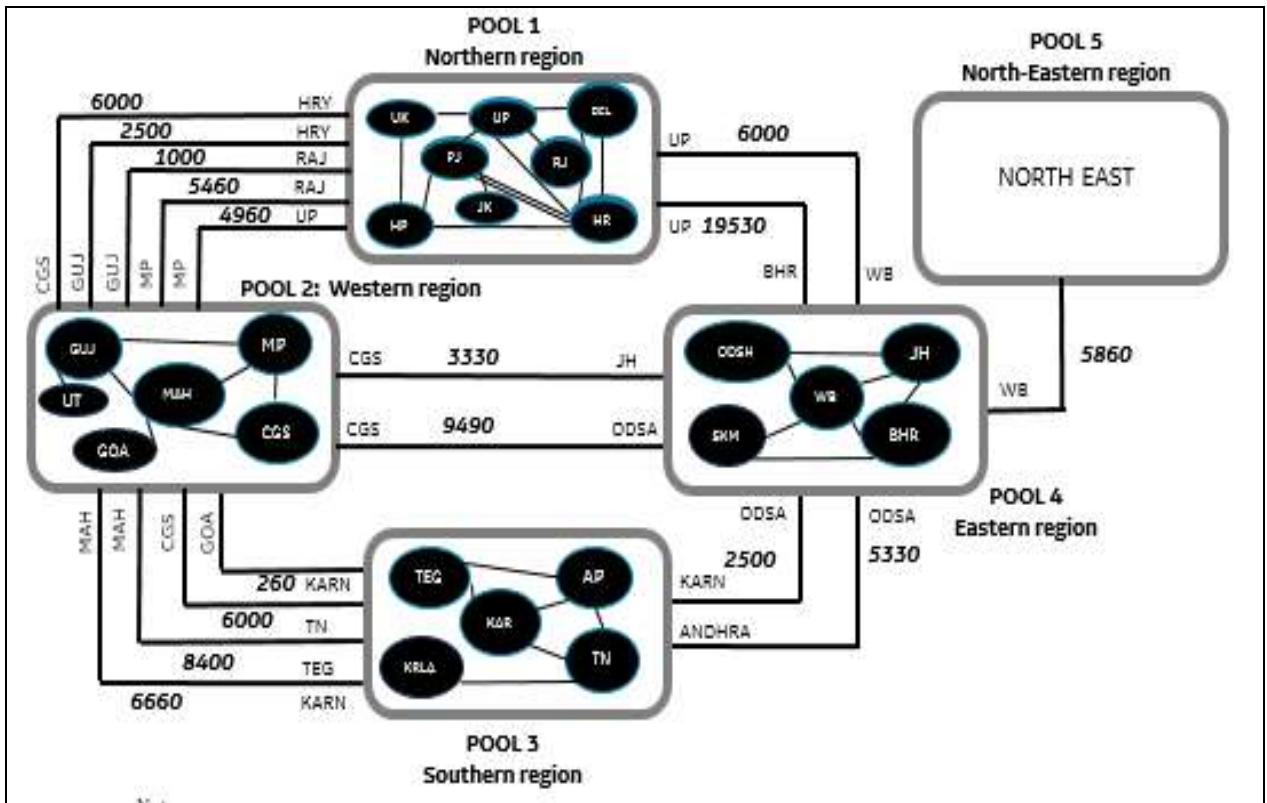 POOL 1
Northern region
POOL 5
North-Eastern region
6000 HRY
2500 HRY
1000 RAJ
5460 RAJ
4960 UP
UK
UP
DEL
PJ
RJ
JK
HP
HR
UP 6000
UP 19530
BHR
WB
NORTH EAST
CGS
GUJ
GUJ
MP
MP
POOL 2: Western region
GUJ
MP
MAH
UT
GOA
CGS
CGS 3330 JH
CGS 9490 ODSA
ODSH
JH
WB
SKM
BHR
5860
WB
POOL 4
Eastern region
MAH
MAH
CGS
GOA
260 KARN
6000 TN
8400 TEG
6660 KARN
TEG
AP
KAR
KRLA
TN
ODSA
2500
KARN
ODSA
5330
ANDHRA
POOL 3
Southern region